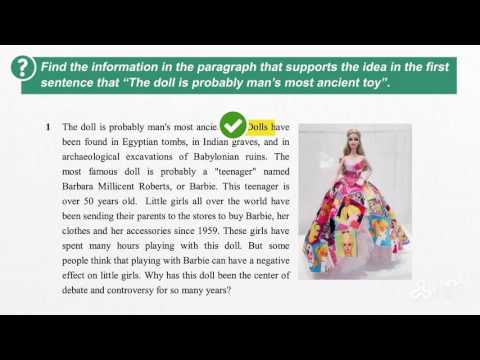 ? Find the information in the paragraph that supports the idea in the first
sentence that “The doll is probably man’s most ancient toy”.
1 The doll is probably man's most ancie Dolls have
been found in Egyptian tombs, in Indian graves, and in
archaeological excavations of Babylonian ruins. The
most famous doll is probably a "teenager" named
Barbara Millicent Roberts, or Barbie. This teenager is
over 50 years old. Little girls all over the world have
been sending their parents to the stores to buy Barbie, her
clothes and her accessories since 1959. These girls have
spent many hours playing with this doll. But some
people think that playing with Barbie can have a negative
effect on little girls. Why has this doll been the center of
debate and controversy for so many years?